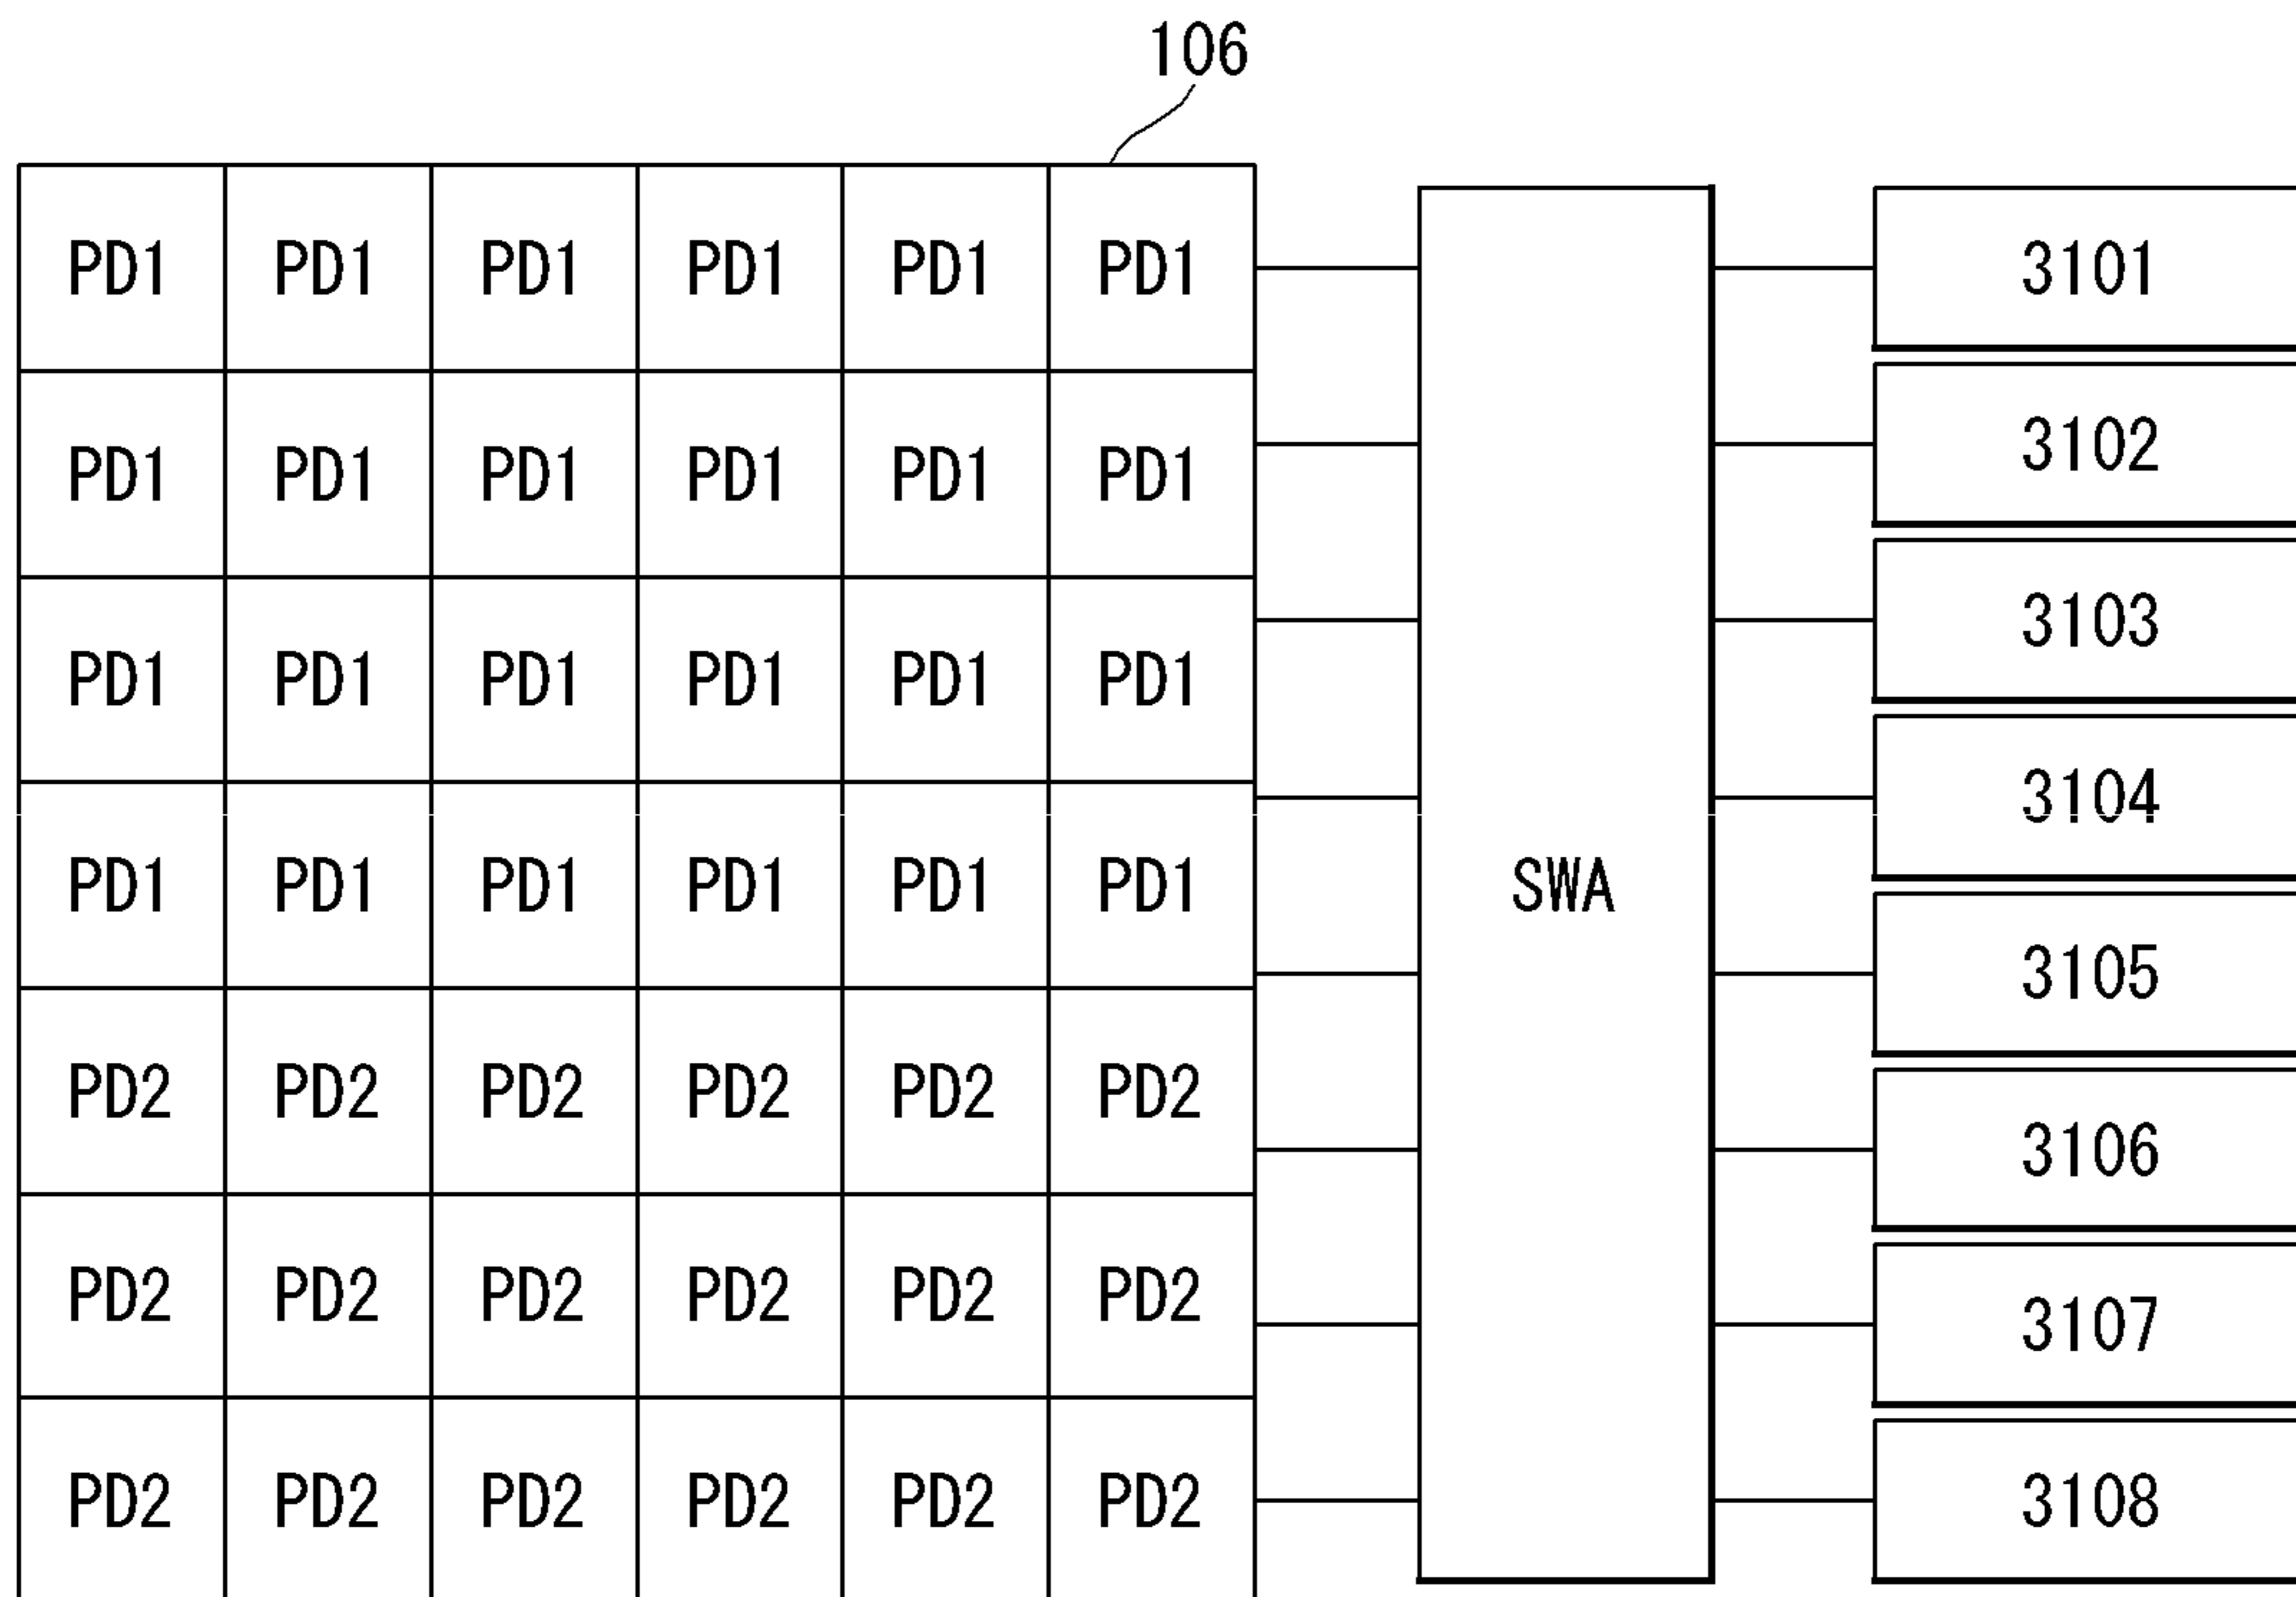 106
PD1 PD1 PD1 PD1 PD1 PD1 3101
PD1 PD1 PD1 PD1 PD1 PD1 3102
PD1 PD1 PD1 PD1 PD1 PD1 3103
3104
PD1 PD1 PD1 PD1 PD1 PD1 SWA
3105
PD2 PD2 PD2 PD2 PD2 PD2 3106
PD2 PD2 PD2 PD2 PD2 PD2 3107
PD2 PD2 PD2 PD2 PD2 PD2 3108